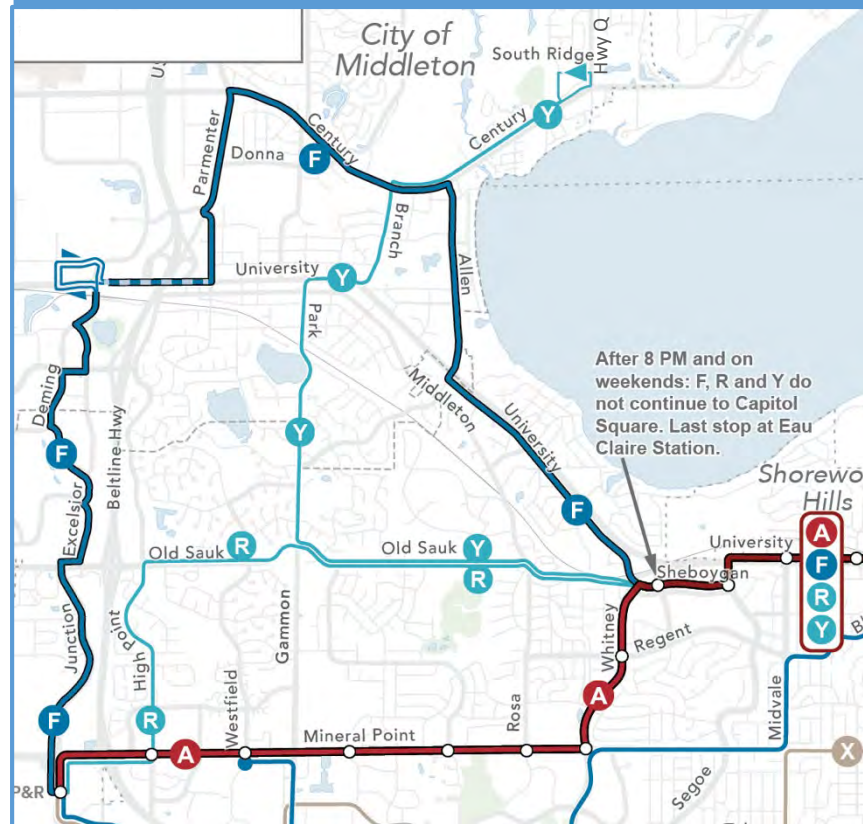 City of
Middleton
South Ridge
Hwy Q
US
Century
Y
Parmenter
Donna
F
Century
Branch
University
Y
Allen
Park
Middleton
After 8 PM and on
weekends: F, R and Y do
not continue to Capitol
Square. Last stop at Eau
Claire Station.
Deming
Beltline Hwy
Y
F
University
F
Shorewo
Hills
Excelsior
Old Sauk
R
Old Sauk
Y
R
University
A
F
R
Y
Sheboygan
Junction
High Point
Gammon
Whitney
Regent
F
R
Westfield
A
Mineral Point
Rosa
A
Midvale
Segoe
X
P&R